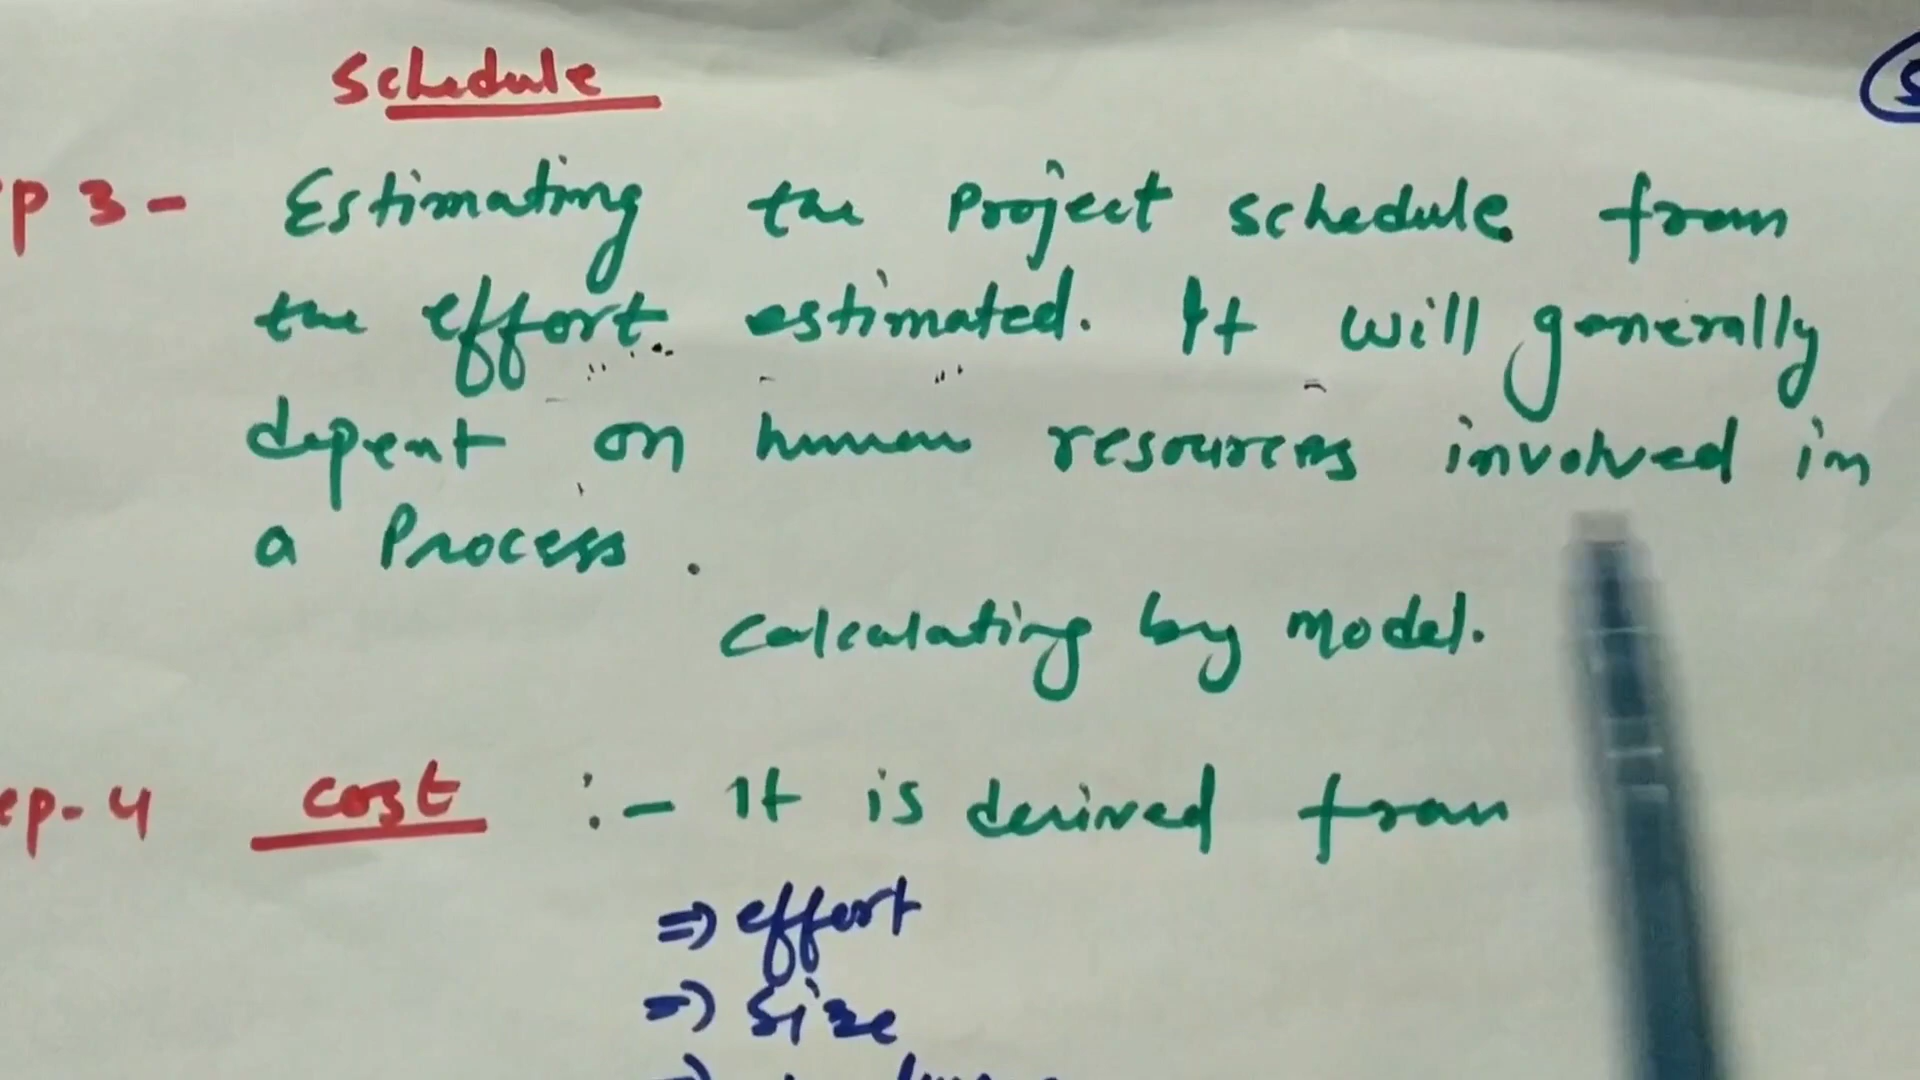 Schedule
ep 3 - Estimating the Project schedule from
the effort estimated. It will generally
depent on human resources involved in
a Process.
calculating by model.
ep-4 cost :- It is derived from
⇒ effort
⇒ size